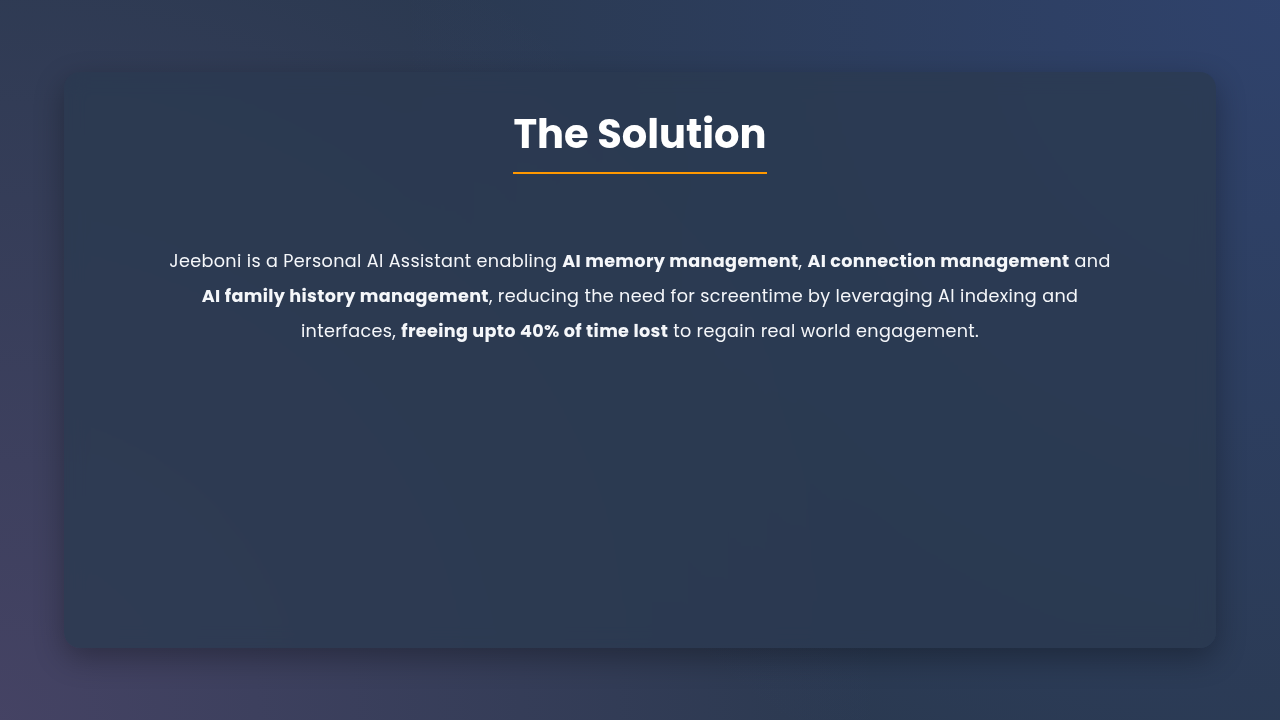 The Solution
Jeeboni is a Personal AI Assistant enabling AI memory management, AI connection management and
AI family history management, reducing the need for screentime by leveraging AI indexing and
interfaces, freeing upto 40% of time lost to regain real world engagement.